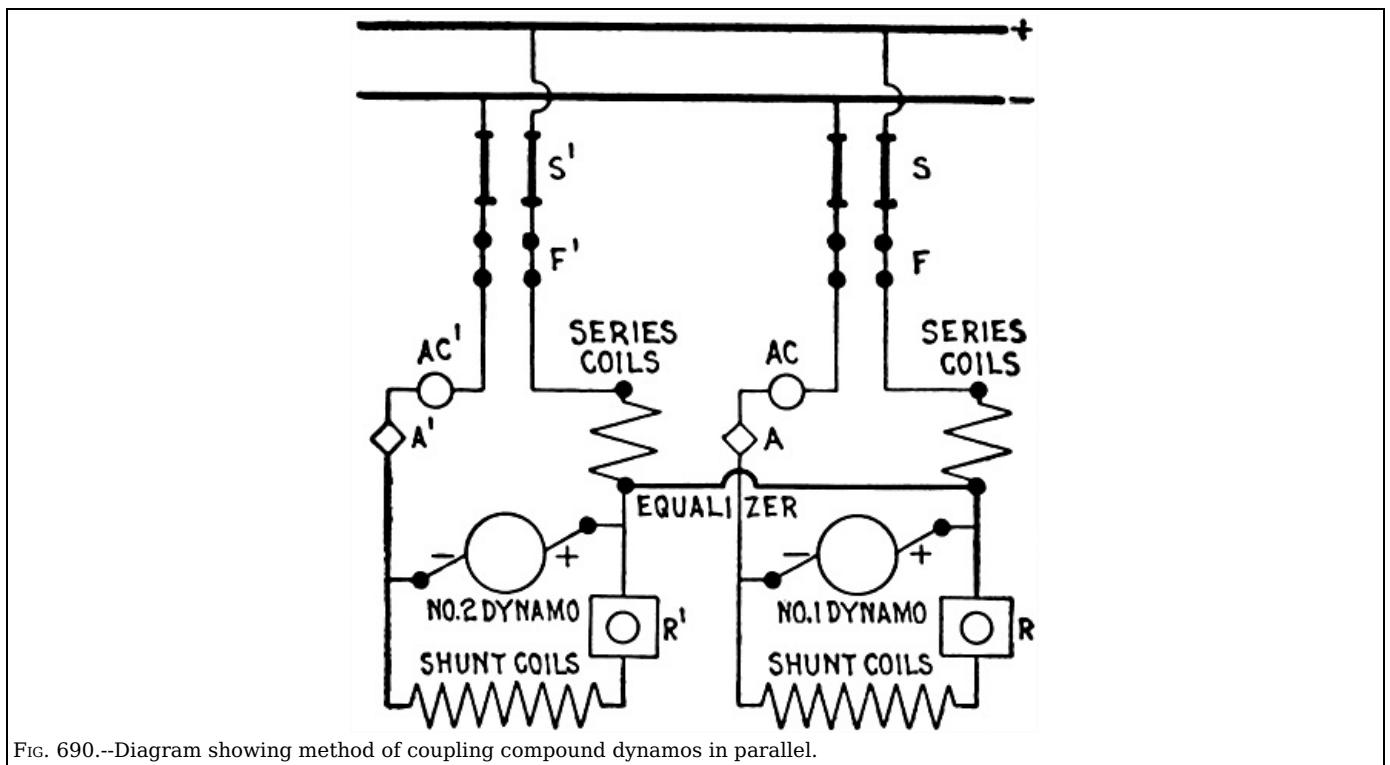 +
−
S'
S
F'
F
SERIES
COILS
SERIES
COILS
AC'
AC
A'
A
EQUALIZER
− +
− +
NO.2 DYNAMO
NO.1 DYNAMO
R'
R
SHUNT COILS
SHUNT COILS
FIG. 690.--Diagram showing method of coupling compound dynamos in parallel.